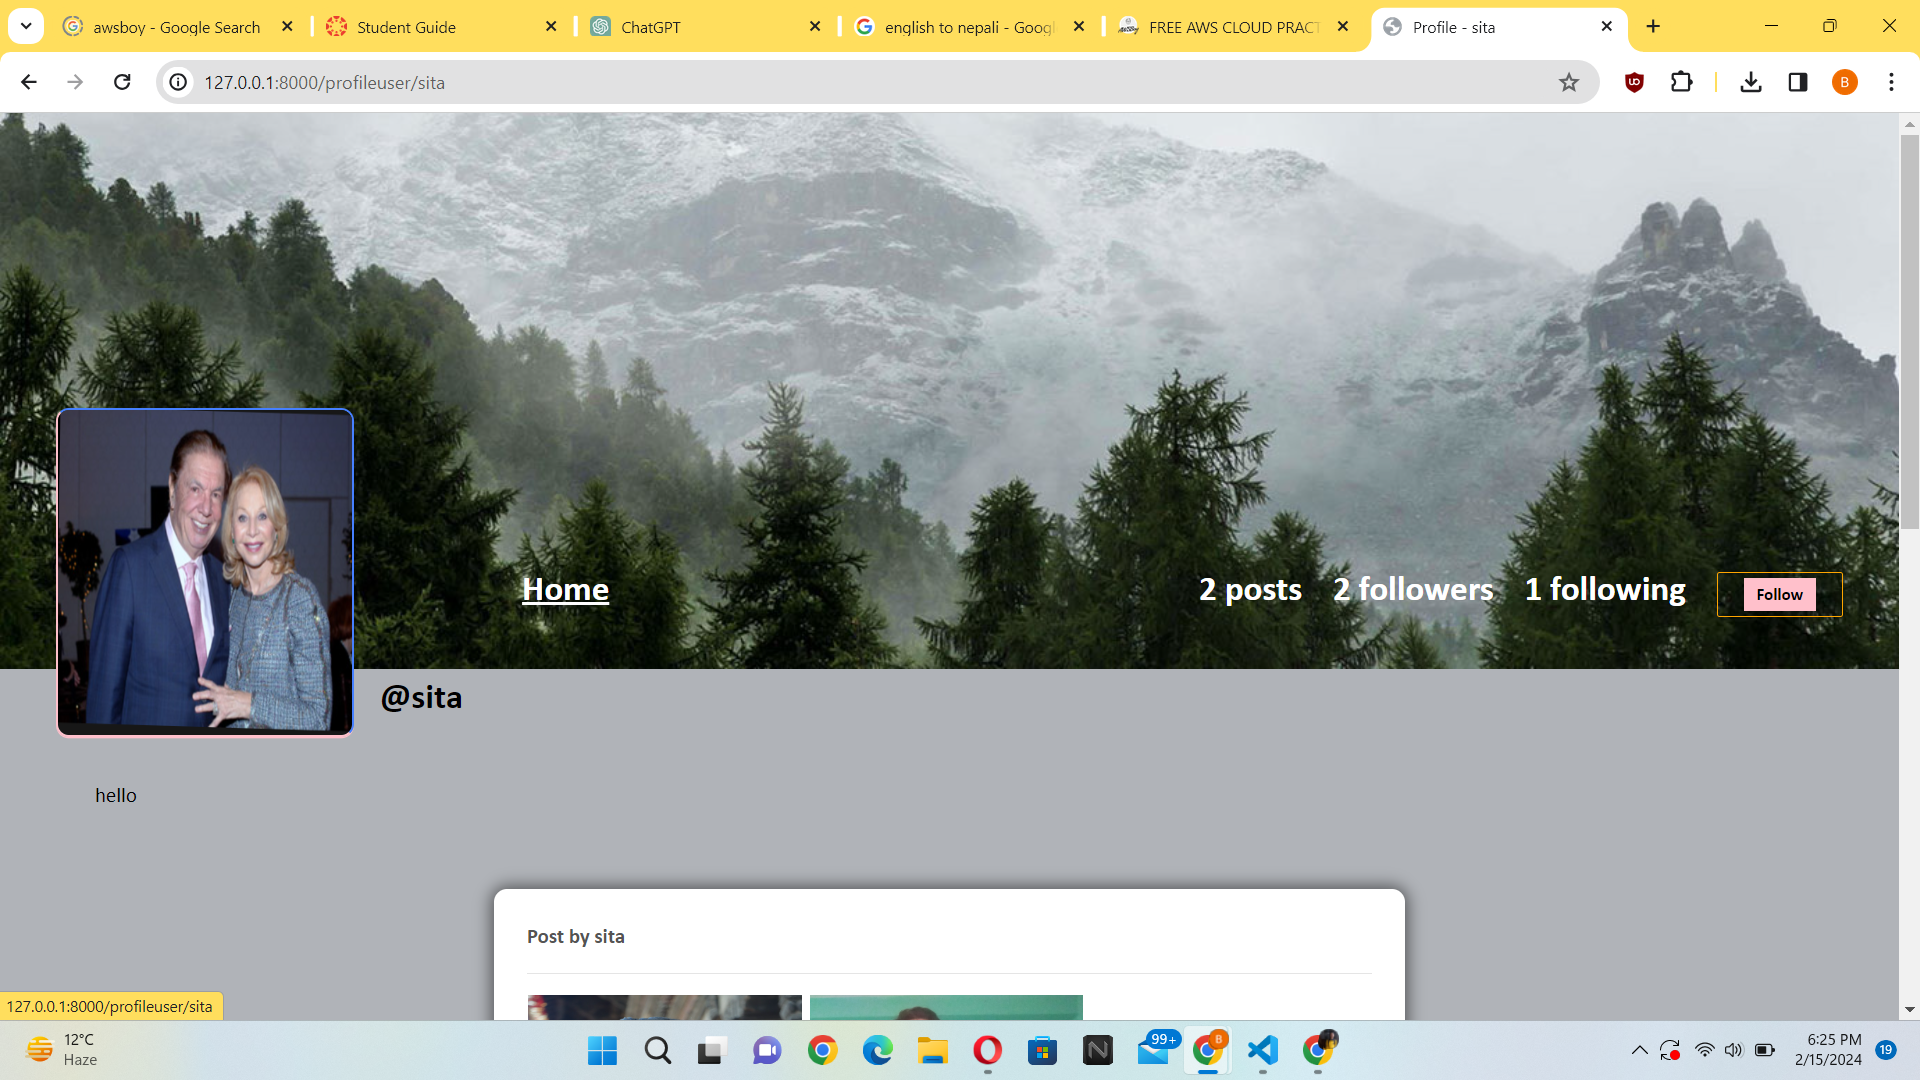 awsboy - Google Search
Student Guide
ChatGPT
english to nepali - Goog
FREE AWS CLOUD PRACT
Profile - sita
127.0.0.1:8000/profileuser/sita
B
Home
2 posts
2 followers
1 following
Follow
@sita
hello
Post by sita
127.0.0.1:8000/profileuser/sita
12°C
Haze
99+
B
6:25 PM
2/15/2024
19